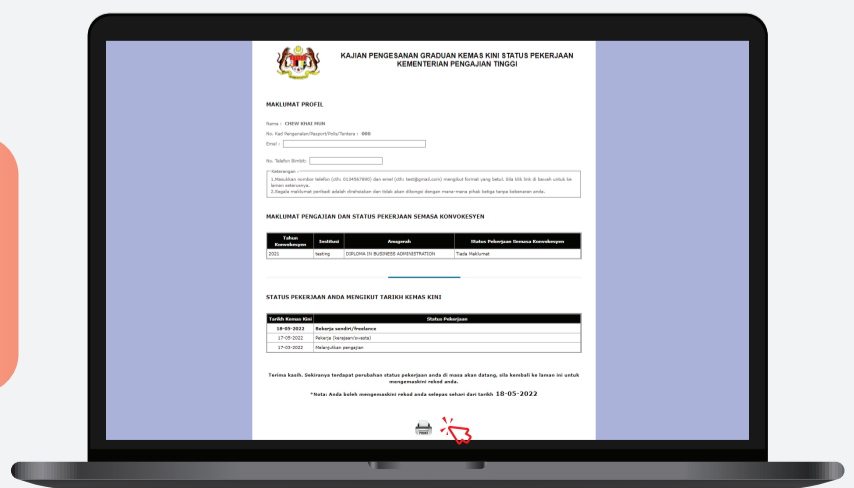 KAJIAN PENGESANAN GRADUAN KEMAS KINI STATUS PEKERJAAN
KEMENTERIAN PENGAJIAN TINGGI
MAKLUMAT PROFIL
Nama : CHEW KHAI MUN
No. Kad Pengenalan/Passport/Polis/Tentera : 880
Emel :
No. Telefon Bimbit:
Keterangan :
1.Masukkan nombor telefon (cth: 0134567890) dan emel (cth: test@gmail.com) mengikut format yang betul. Sila klik link di bawah untuk ke
laman seterusnya.
2.Segala maklumat peribadi adalah dirahsiakan dan tidak akan dikongsi dengan mana-mana pihak ketiga tanpa kebenaran anda.
MAKLUMAT PENGAJIAN DAN STATUS PEKERJAAN SEMASA KONVOKESYEN
Tahun Konvokesyen Institusi Anugerah Status Pekerjaan Semasa Konvokesyen
2021 testing DIPLOMA IN BUSINESS ADMINISTRATION Tiada Maklumat
STATUS PEKERJAAN ANDA MENGIKUT TARIKH KEMAS KINI
Tarikh Kemas Kini Status Pekerjaan
18-05-2022 Bekerja sendiri/freelance
17-05-2022 Pekerja (kerajaan/swasta)
17-03-2022 Melanjutkan pengajian
Terima kasih. Sekiranya terdapat perubahan status pekerjaan anda di masa akan datang, sila kembali ke laman ini untuk
mengemaskini rekod anda.
*Nota: Anda boleh mengemaskini rekod anda selepas sehari dari tarikh 18-05-2022
PRINT